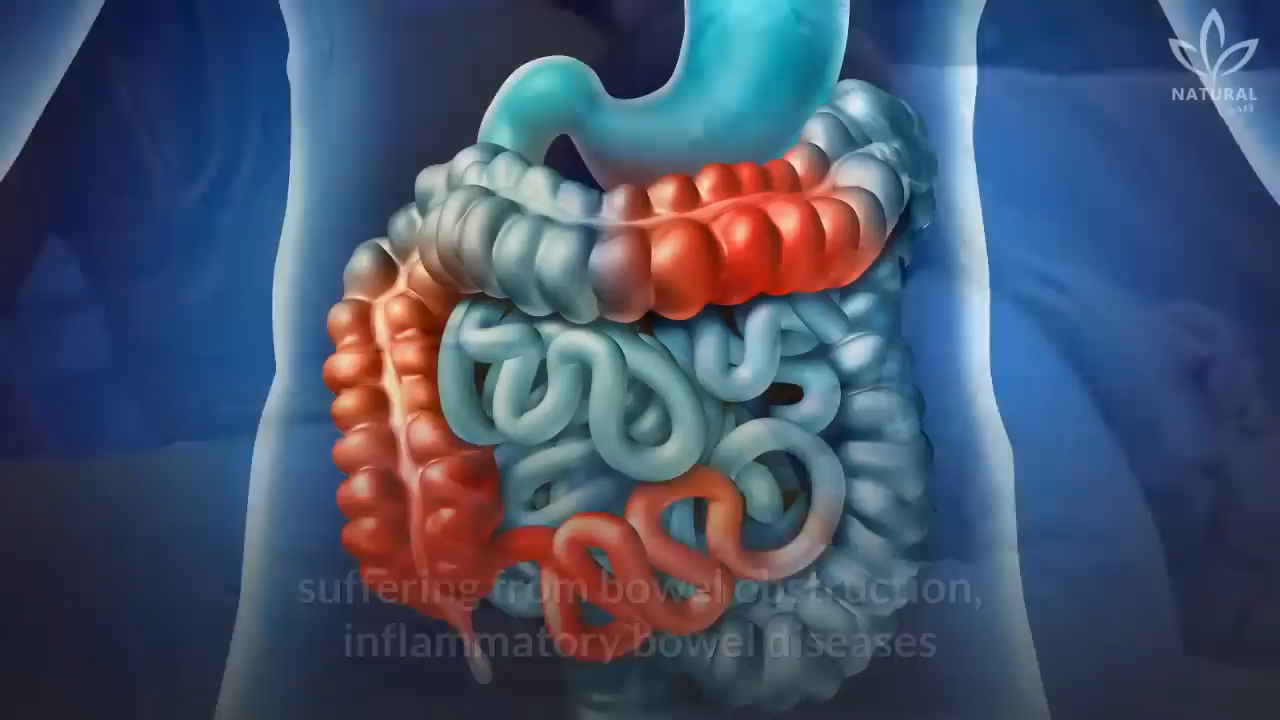 NATURAL
suffering from bowel obstruction,
inflammatory bowel diseases